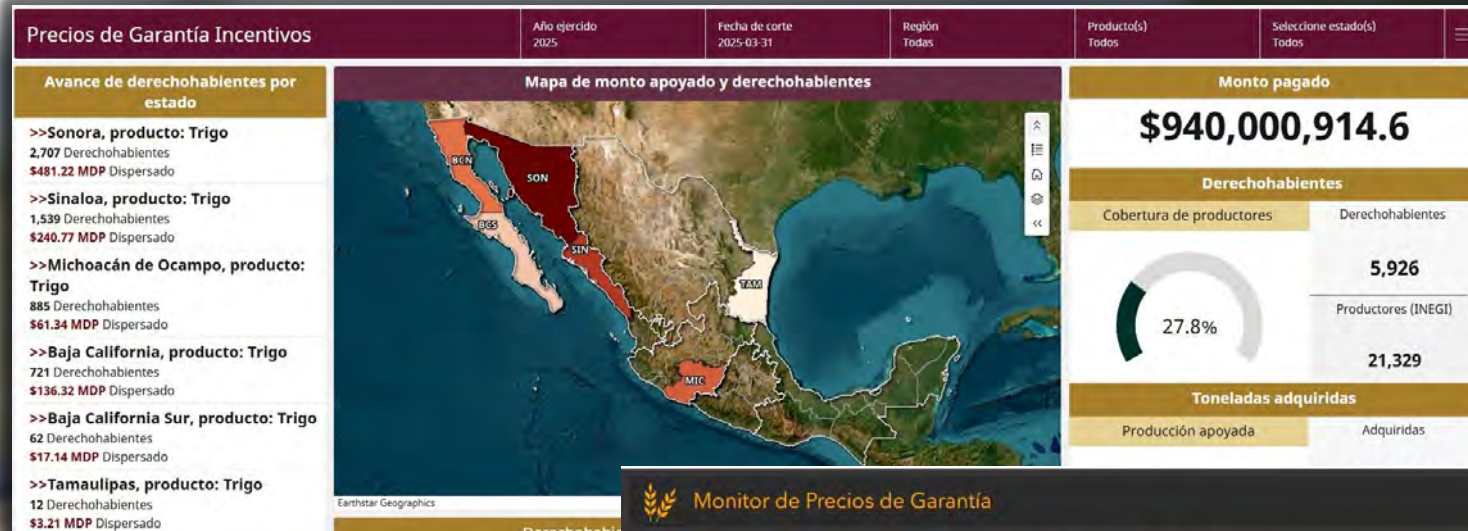 Precios de Garantía Incentivos
Año ejercido
2025
Fecha de corte
2025-03-31
Región
Todas
Producto(s)
Todos
Seleccione estado(s)
Todos
Avance de derechohabientes por
estado
>>Sonora, producto: Trigo
2,707 Derechohabientes
$481.22 MDP Dispersado
>>Sinaloa, producto: Trigo
1,539 Derechohabientes
$240.77 MDP Dispersado
>>Michoacán de Ocampo, producto:
Trigo
885 Derechohabientes
$61.34 MDP Dispersado
>>Baja California, producto: Trigo
721 Derechohabientes
$136.32 MDP Dispersado
>>Baja California Sur, producto: Trigo
62 Derechohabientes
$17.14 MDP Dispersado
>>Tamaulipas, producto: Trigo
12 Derechohabientes
$3.21 MDP Dispersado
Mapa de monto apoyado y derechohabientes
BCN
SON
BCS
SIN
TAM
MIC
Earthstar Geographics
Monto pagado
$940,000,914.6
Derechohabientes
Cobertura de productores
27.8%
Derechohabientes
5,926
Productores (INEGI)
21,329
Toneladas adquiridas
Producción apoyada
Adquiridas
Monitor de Precios de Garantía